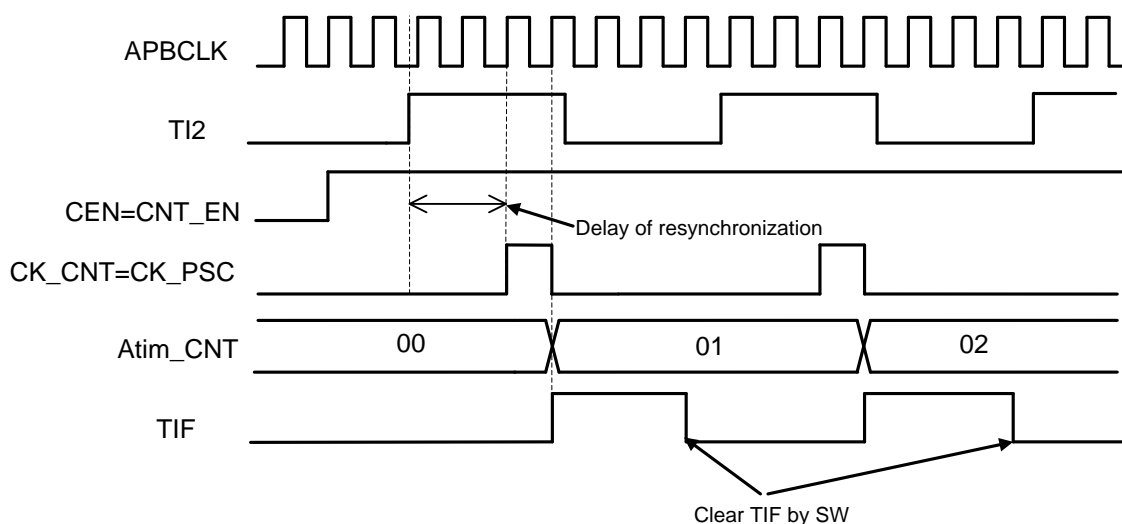 APBCLK
TI2
CEN=CNT_EN
Delay of resynchronization
CK_CNT=CK_PSC
Atim_CNT
00
01
02
TIF
Clear TIF by SW